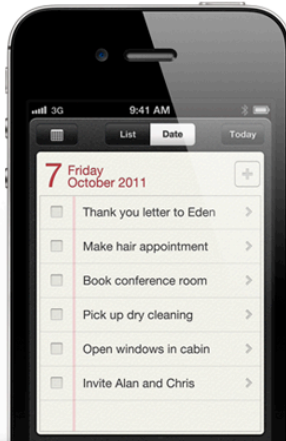 3G 9:41 AM
List Date Today
7 Friday
October 2011
Thank you letter to Eden
Make hair appointment
Book conference room
Pick up dry cleaning
Open windows in cabin
Invite Alan and Chris